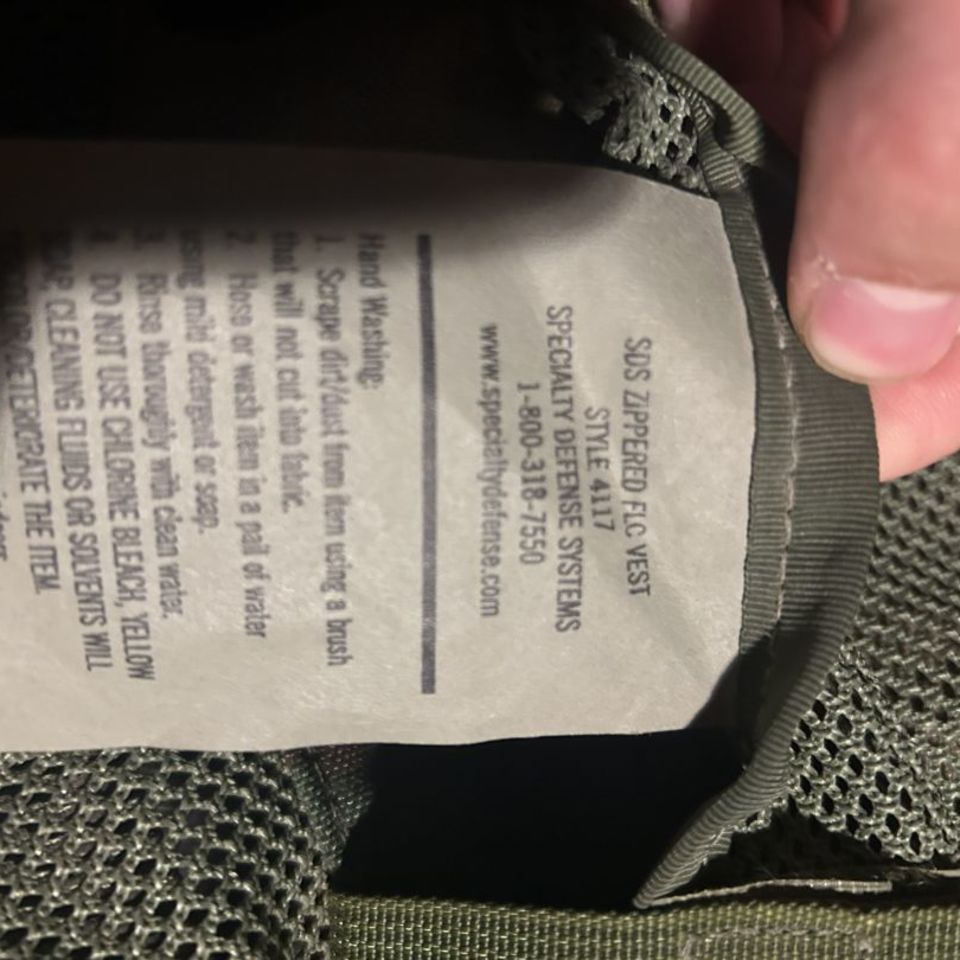 SDS ZIPPERED FLC VEST
STYLE 4117
SPECIALTY DEFENSE SYSTEMS
1-800-318-7550
www.specialtydefense.com
Hand Washing:
1. Scrape dirt/dust from item using a brush
that will not cut into fabric.
2. Hose or wash item in a pail of water
using mild detergent or soap.
3. Rinse thoroughly with clean water.
4. DO NOT USE CHLORINE BLEACH, YELLOW
SOAP, CLEANING FLUIDS OR SOLVENTS WILL
DETERIORATE THE ITEM.